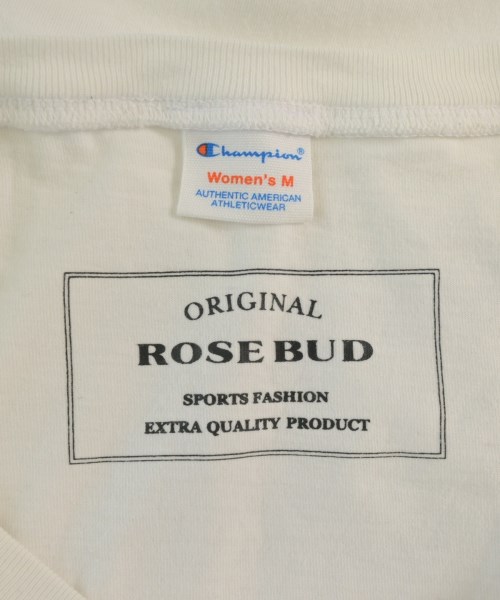 Champion®
Women's M
AUTHENTIC AMERICAN
ATHLETICWEAR
ORIGINAL
ROSE BUD
SPORTS FASHION
EXTRA QUALITY PRODUCT